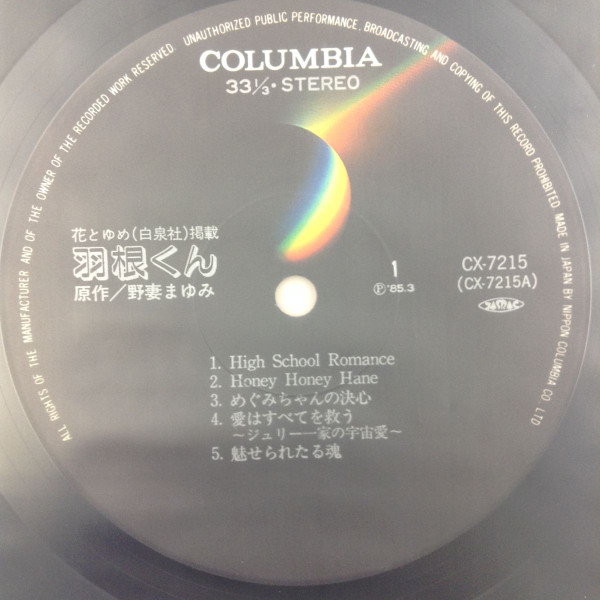 ALL RIGHTS OF THE MANUFACTURER AND OF THE OWNER OF THE RECORDED WORK RESERVED. UNAUTHORIZED PUBLIC PERFORMANCE, BROADCASTING AND COPYING OF THIS RECORD PROHIBITED. MADE IN JAPAN BY NIPPON COLUMBIA CO. LTD
COLUMBIA
33⅓・STEREO
花とゆめ(白泉社)掲載
羽根くん
原作/野妻まゆみ
1
Ⓟ'85.3
CX-7215
(CX-7215A)
1. High School Romance
2. Honey Honey Hane
3. めぐみちゃんの決心
4. 愛はすべてを救う
〜ジュリー一家の宇宙愛〜
5. 魅せられたる魂